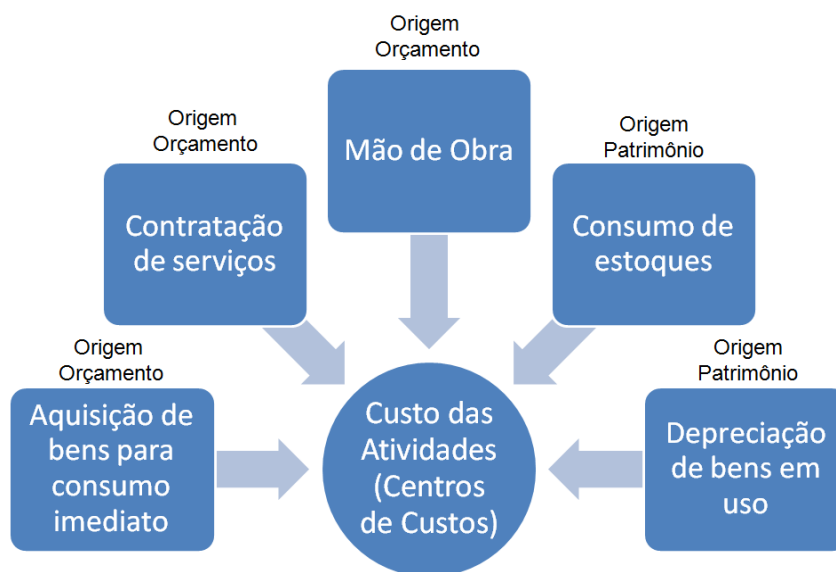 Origem
Orçamento
Mão de Obra
Origem
Orçamento
Contratação
de serviços
Origem
Patrimônio
Consumo de
estoques
Origem
Orçamento
Aquisição de
bens para
consumo
imediato
Custo das
Atividades
(Centros
de Custos)
Origem
Patrimônio
Depreciação
de bens em
uso